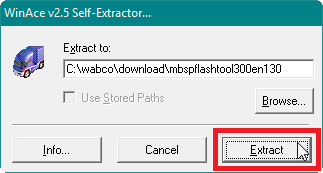 WinAce v2.5 Self-Extractor...
Extract to:
C:\wabco\download\mbspflashtool300en130
Use Stored Paths
Browse...
Info... Cancel Extract